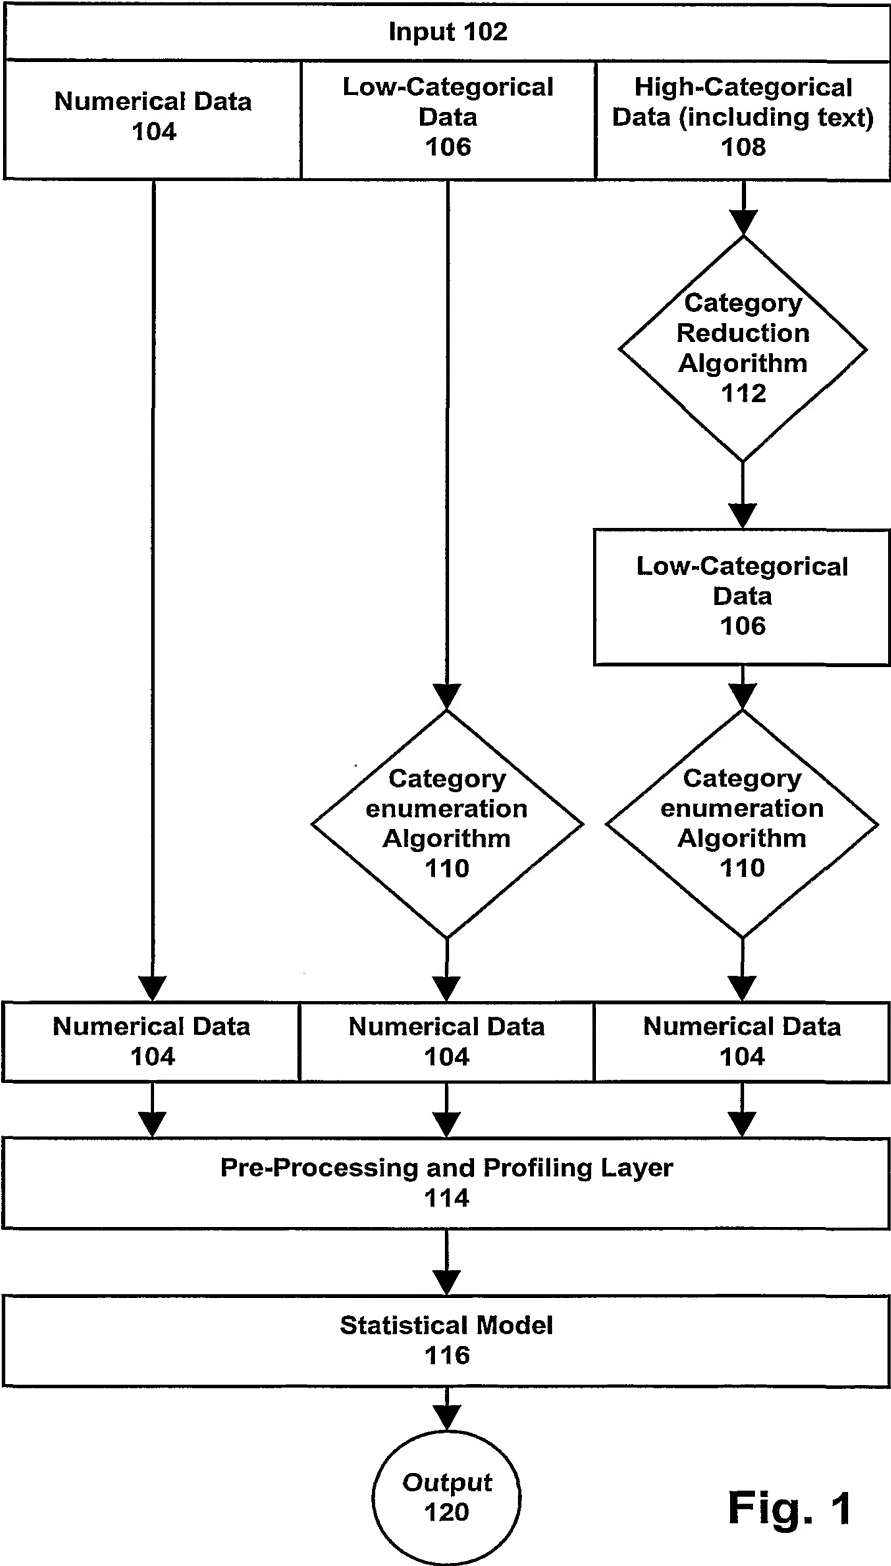 Input 102
Numerical Data
104
Low-Categorical
Data
106
High-Categorical
Data (including text)
108
Category
Reduction
Algorithm
112
Low-Categorical
Data
106
Category
enumeration
Algorithm
110
Category
enumeration
Algorithm
110
Numerical Data
104
Numerical Data
104
Numerical Data
104
Pre-Processing and Profiling Layer
114
Statistical Model
116
Output
120
Fig. 1